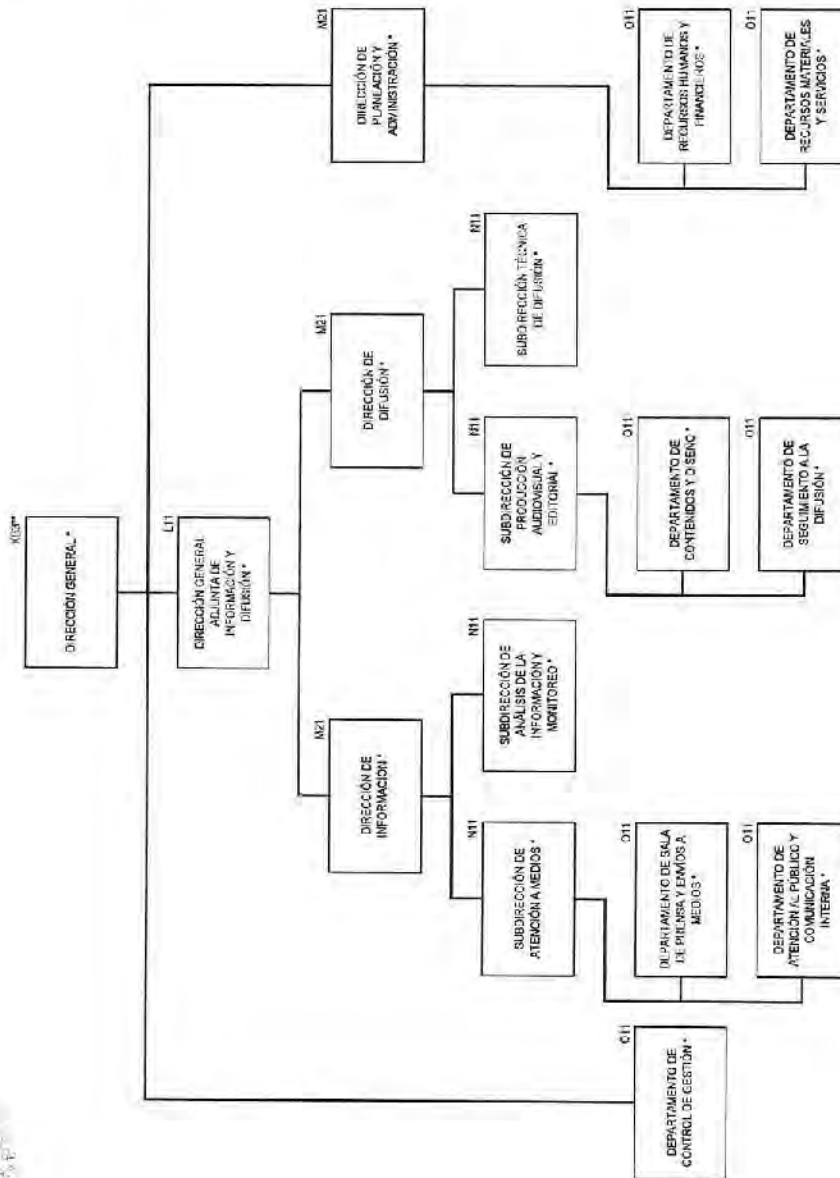 K03**
DIRECCIÓN GENERAL *
L11
DIRECCIÓN GENERAL
ADJUNTA DE
INFORMACIÓN Y
DIFUSIÓN *
M21
DIRECCIÓN DE
INFORMACIÓN *
M21
DIRECCIÓN DE
DIFUSIÓN *
M21
DIRECCIÓN DE
PLANEACIÓN Y
ADMINISTRACIÓN *
N11
SUBDIRECCIÓN DE
ATENCIÓN A MEDIOS *
N11
SUBDIRECCIÓN DE
ANÁLISIS DE LA
INFORMACIÓN Y
MONITOREO *
N11
SUBDIRECCIÓN DE
PRODUCCIÓN
AUDIOVISUAL Y
EDITORIAL *
N11
SUBDIRECCIÓN TÉCNICA
DE DIFUSIÓN *
O11
DEPARTAMENTO DE
CONTROL DE GESTIÓN *
O11
DEPARTAMENTO DE SALA
DE PRENSA Y ENVÍOS A
MEDIOS *
O11
DEPARTAMENTO DE
CONTENIDOS Y DISEÑO *
O11
DEPARTAMENTO DE
RECURSOS HUMANOS Y
FINANCIEROS *
O11
DEPARTAMENTO DE
ATENCIÓN AL PÚBLICO Y
COMUNICACIÓN
INTERNA *
O11
DEPARTAMENTO DE
SEGUIMIENTO A LA
DIFUSIÓN *
O11
DEPARTAMENTO DE
RECURSOS MATERIALES
Y SERVICIOS *